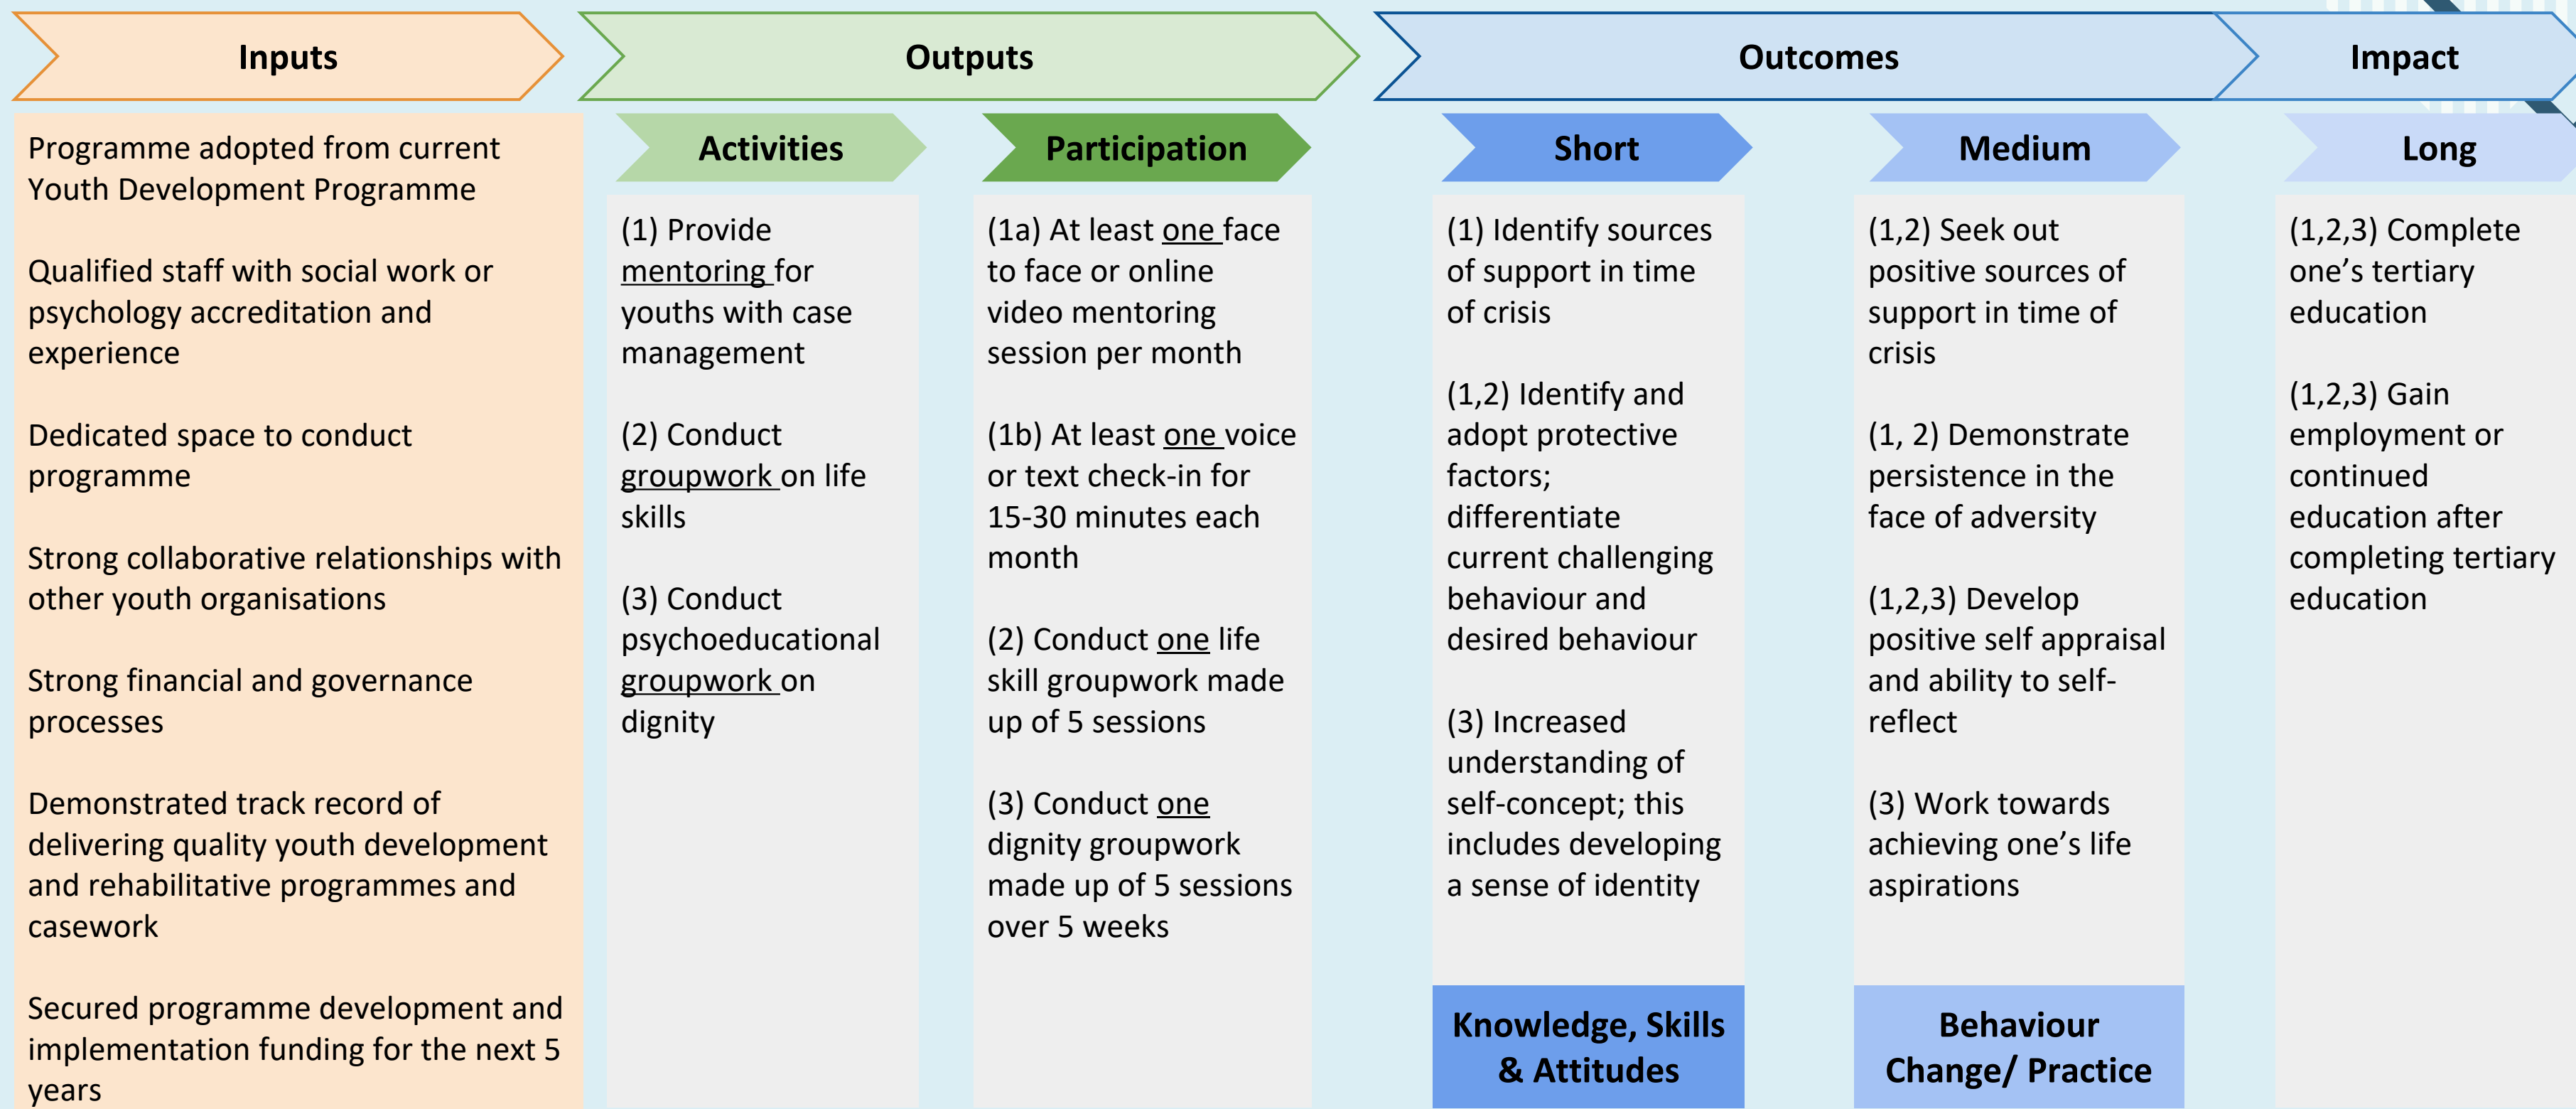 Inputs
Outputs
Outcomes
Impact
Programme adopted from current
Youth Development Programme
Qualified staff with social work or
psychology accreditation and
experience
Dedicated space to conduct
programme
Strong collaborative relationships with
other youth organisations
Strong financial and governance
processes
Demonstrated track record of
delivering quality youth development
and rehabilitative programmes and
casework
Secured programme development and
implementation funding for the next 5
years
Activities
(1) Provide
mentoring for
youths with case
management
(2) Conduct
groupwork on life
skills
(3) Conduct
psychoeducational
groupwork on
dignity
Participation
(1a) At least one face
to face or online
video mentoring
session per month
(1b) At least one voice
or text check-in for
15-30 minutes each
month
(2) Conduct one life
skill groupwork made
up of 5 sessions
(3) Conduct one
dignity groupwork
made up of 5 sessions
over 5 weeks
Short
(1) Identify sources
of support in time
of crisis
(1,2) Identify and
adopt protective
factors;
differentiate
current challenging
behaviour and
desired behaviour
(3) Increased
understanding of
self-concept; this
includes developing
a sense of identity
Knowledge, Skills
& Attitudes
Medium
(1,2) Seek out
positive sources of
support in time of
crisis
(1, 2) Demonstrate
persistence in the
face of adversity
(1,2,3) Develop
positive self appraisal
and ability to self-
reflect
(3) Work towards
achieving one’s life
aspirations
Behaviour
Change/ Practice
Long
(1,2,3) Complete
one’s tertiary
education
(1,2,3) Gain
employment or
continued
education after
completing tertiary
education